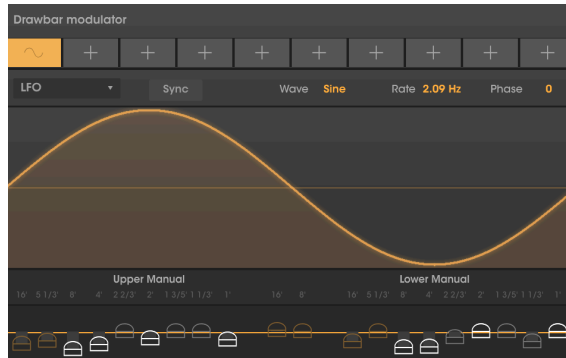 Drawbar modulator
LFO Sync Wave Sine Rate 2.09 Hz Phase 0
Upper Manual Lower Manual
16' 5 1/3' 8' 4' 2 2/3' 2' 1 3/5' 1 1/3' 1' 16' 8' 16' 5 1/3' 8' 4' 2 2/3' 2' 1 3/5' 1 1/3' 1'